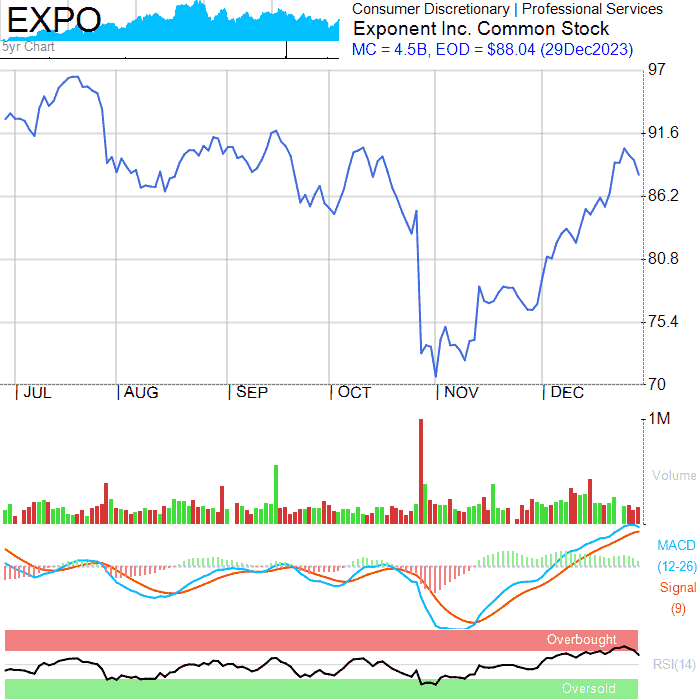 EXPO
5yr Chart
Consumer Discretionary | Professional Services
Exponent Inc. Common Stock
MC = 4.5B, EOD = $88.04 (29Dec2023)
97
91.6
86.2
80.8
75.4
70
JUL
AUG
SEP
OCT
NOV
DEC
1M
Volume
MACD
(12-26)
Signal
(9)
Overbought
RSI(14)
Oversold